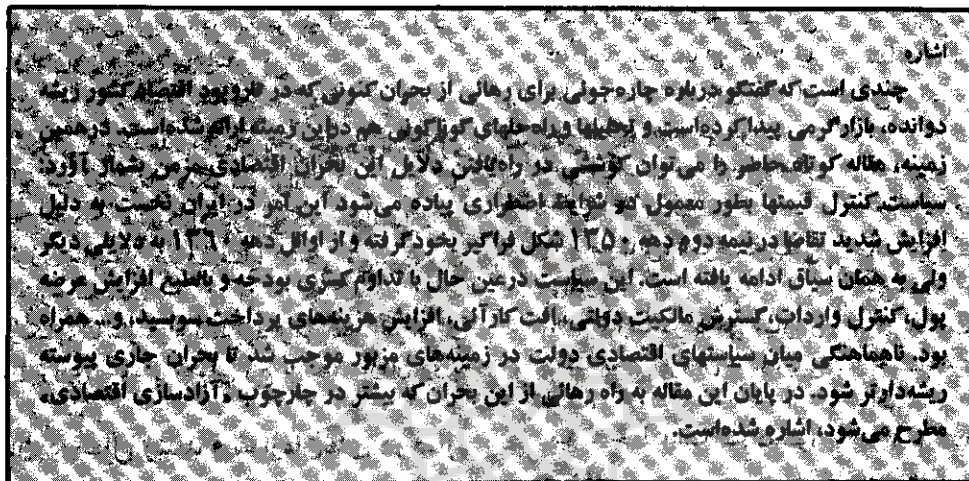 اشاره
چندی است که گفتگو درباره چاره‌جوئی برای رهائی از بحران کنونی که در تاروپود اقتصاد کشور ریشه
دوانده، بازار گرمی پیدا کرده‌است و تحلیلها و راه‌حلهای گوناگونی هم در این زمینه ارائه شده‌است. در همین
زمینه، مقاله کوتاه حاضر را می‌توان کوششی در راه یافتن دلایل این بحران اقتصادی مزمن بشمار آورد.
سیاست کنترل قیمتها بطور معمول در شرایط اضطراری پیاده می‌شود این امر در ایران نخست به دلیل
افزایش شدید تقاضا در نیمه دوم دهه ۱۳۵۰ شکل فراگیر بخود گرفته و از اوائل دهه ۱۳۶۰ به دلایلی دیگر
ولی به همان سیاق ادامه یافته است. این سیاست درعین حال با تداوم کسری بودجه و بالطبع افزایش عرضه
پول، کنترل واردات، گسترش مالکیت دولتی، افت کارآئی، افزایش هزینه‌های پرداخت سوبسید، و... همراه
بود. ناهماهنگی میان سیاستهای اقتصادی دولت در زمینه‌های مزبور موجب شد تا بحران جاری پیوسته
ریشه‌دارتر شود. در پایان این مقاله به راه رهائی از این بحران که بیشتر در چارچوب «آزادسازی اقتصادی»
مطرح می‌شود، اشاره شده‌است.